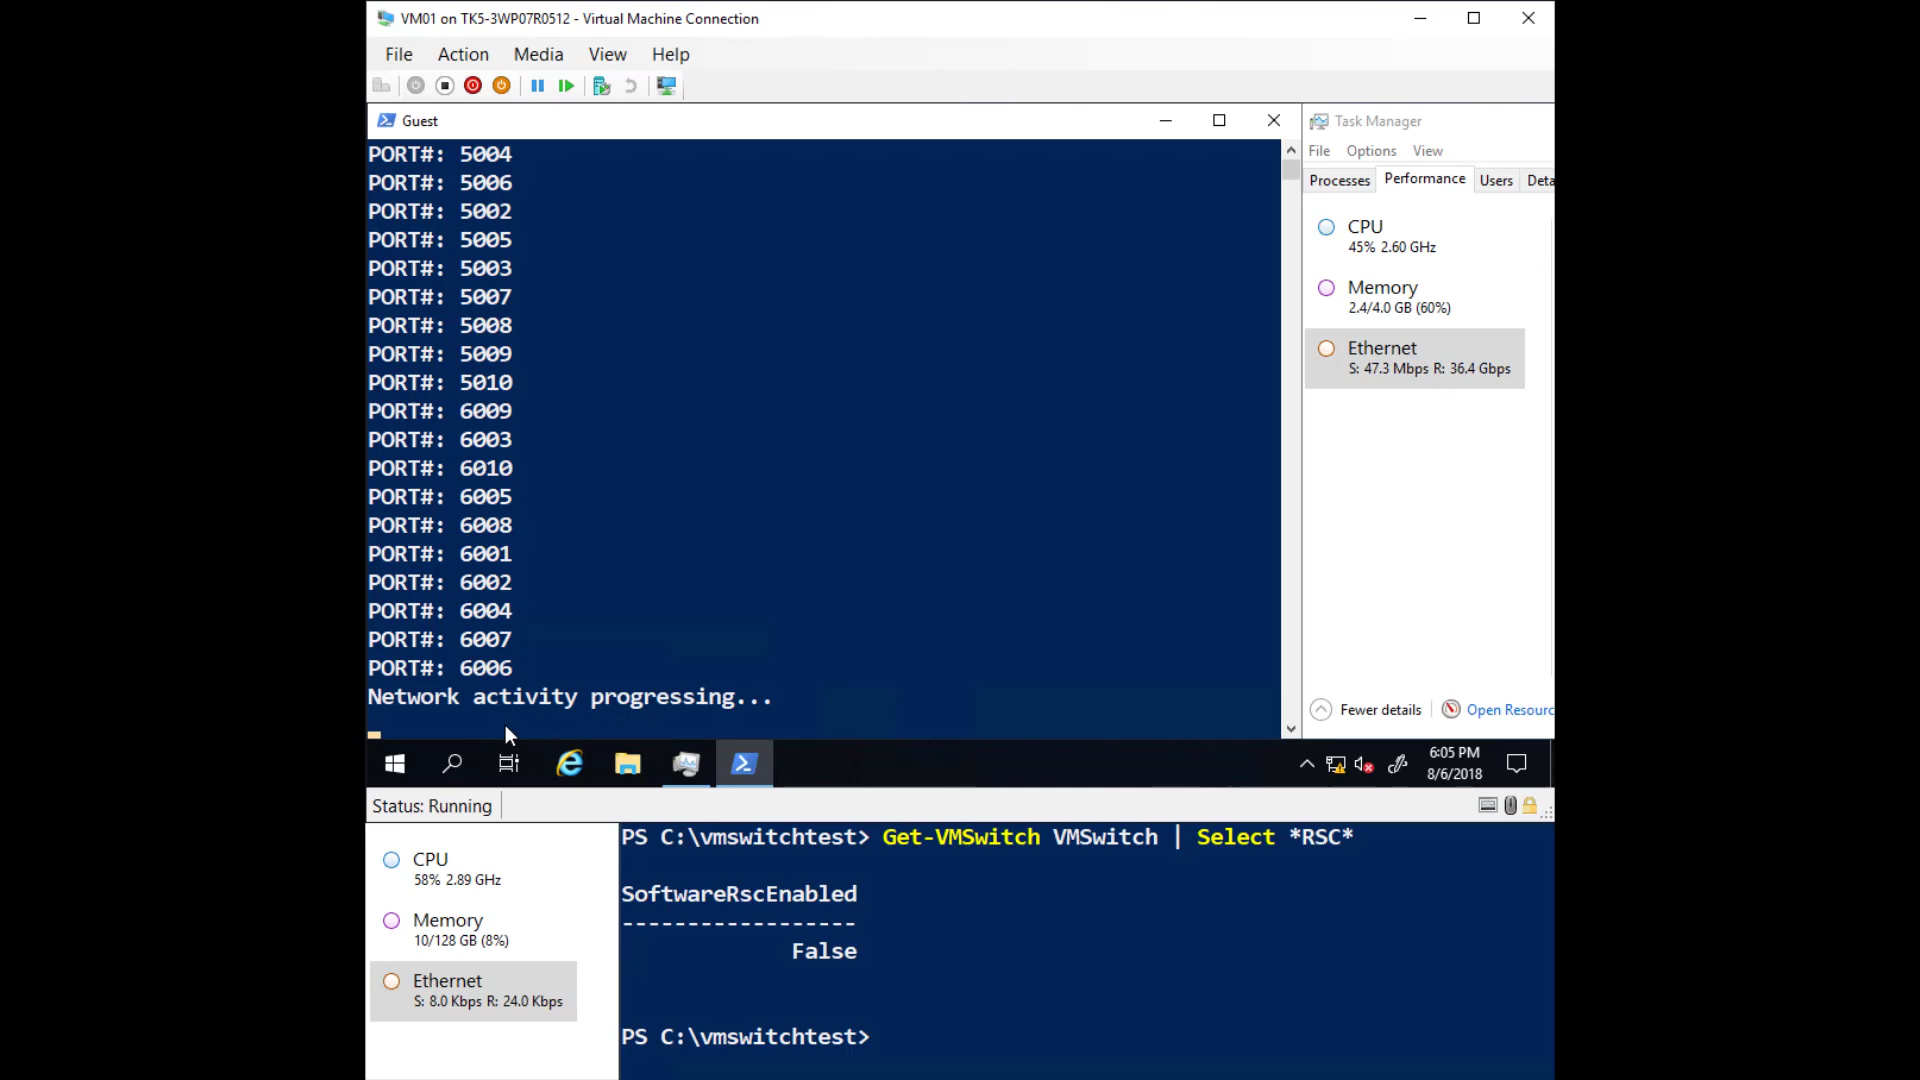 VM01 on TK5-3WP07R0512 - Virtual Machine Connection
File Action Media View Help
Guest
PORT#: 5004
PORT#: 5006
PORT#: 5002
PORT#: 5005
PORT#: 5003
PORT#: 5007
PORT#: 5008
PORT#: 5009
PORT#: 5010
PORT#: 6009
PORT#: 6003
PORT#: 6010
PORT#: 6005
PORT#: 6008
PORT#: 6001
PORT#: 6002
PORT#: 6004
PORT#: 6007
PORT#: 6006
Network activity progressing...
Task Manager
File Options View
Processes Performance Users Deta
CPU
45% 2.60 GHz
Memory
2.4/4.0 GB (60%)
Ethernet
S: 47.3 Mbps R: 36.4 Gbps
Fewer details Open Resourc
6:05 PM
8/6/2018
Status: Running
CPU
58% 2.89 GHz
Memory
10/128 GB (8%)
Ethernet
S: 8.0 Kbps R: 24.0 Kbps
PS C:\vmswitchtest> Get-VMSwitch VMSwitch | Select *RSC*
SoftwareRscEnabled
------------------
False
PS C:\vmswitchtest>